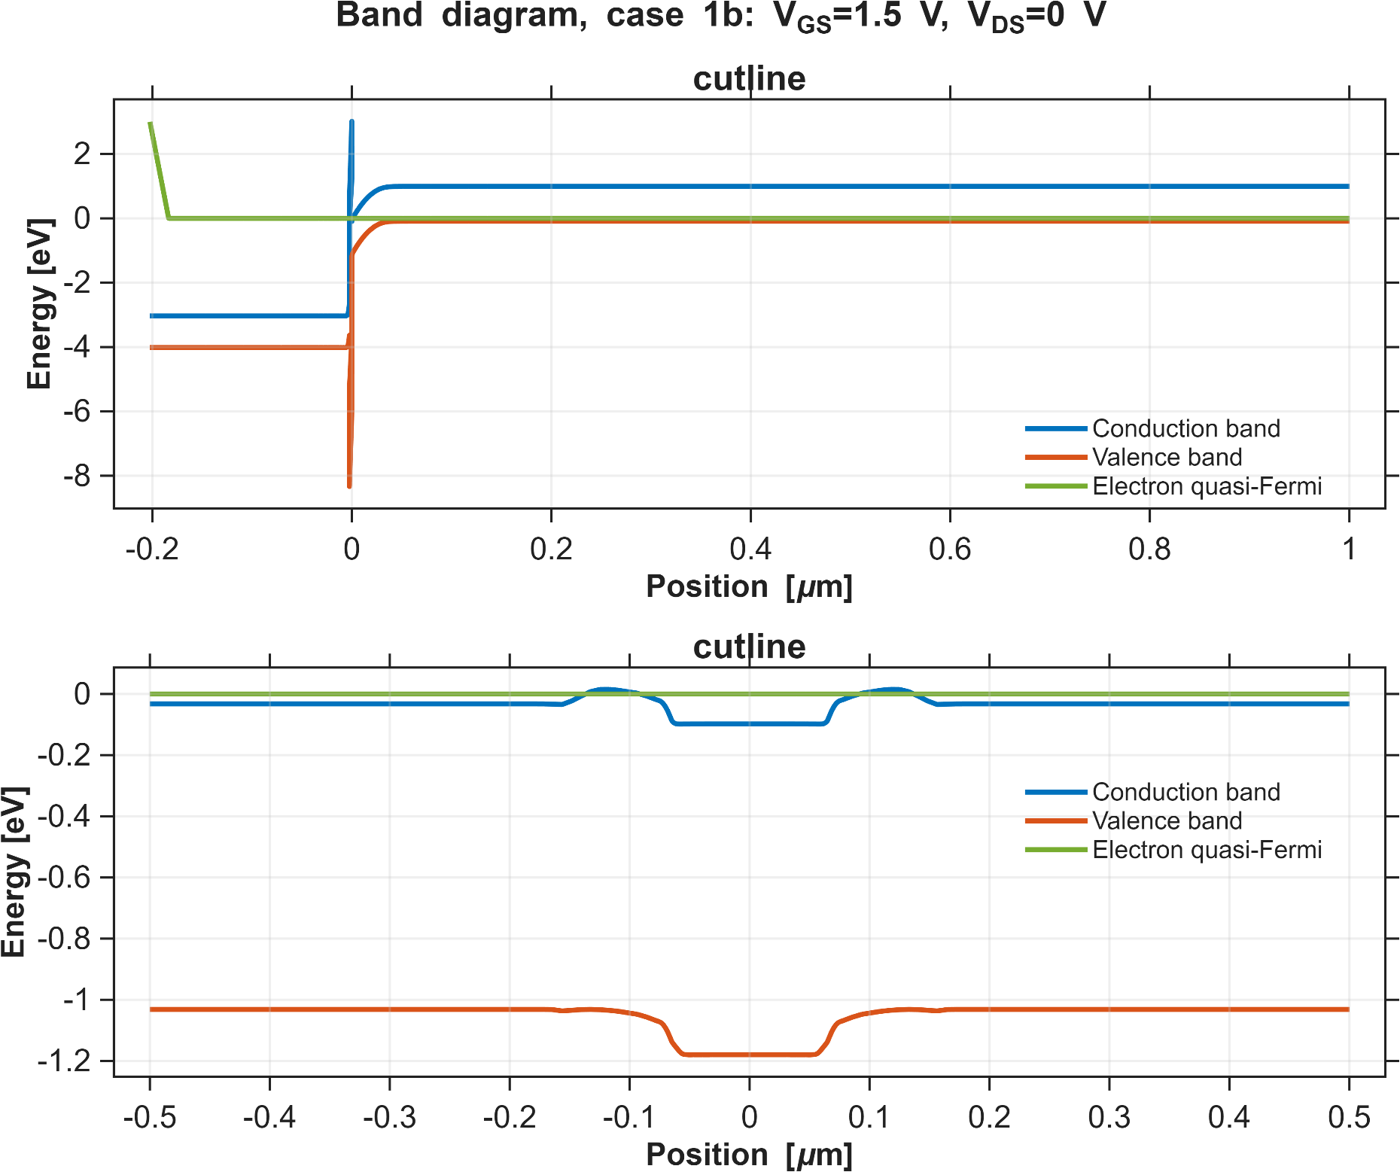 Band diagram, case 1b: V_GS=1.5 V, V_DS=0 V
cutline
2
0
-2
-4
-6
-8
Energy [eV]
Conduction band
Valence band
Electron quasi-Fermi
-0.2 0 0.2 0.4 0.6 0.8 1
Position [μm]
cutline
0
-0.2
-0.4
-0.6
-0.8
-1
-1.2
Energy [eV]
Conduction band
Valence band
Electron quasi-Fermi
-0.5 -0.4 -0.3 -0.2 -0.1 0 0.1 0.2 0.3 0.4 0.5
Position [μm]